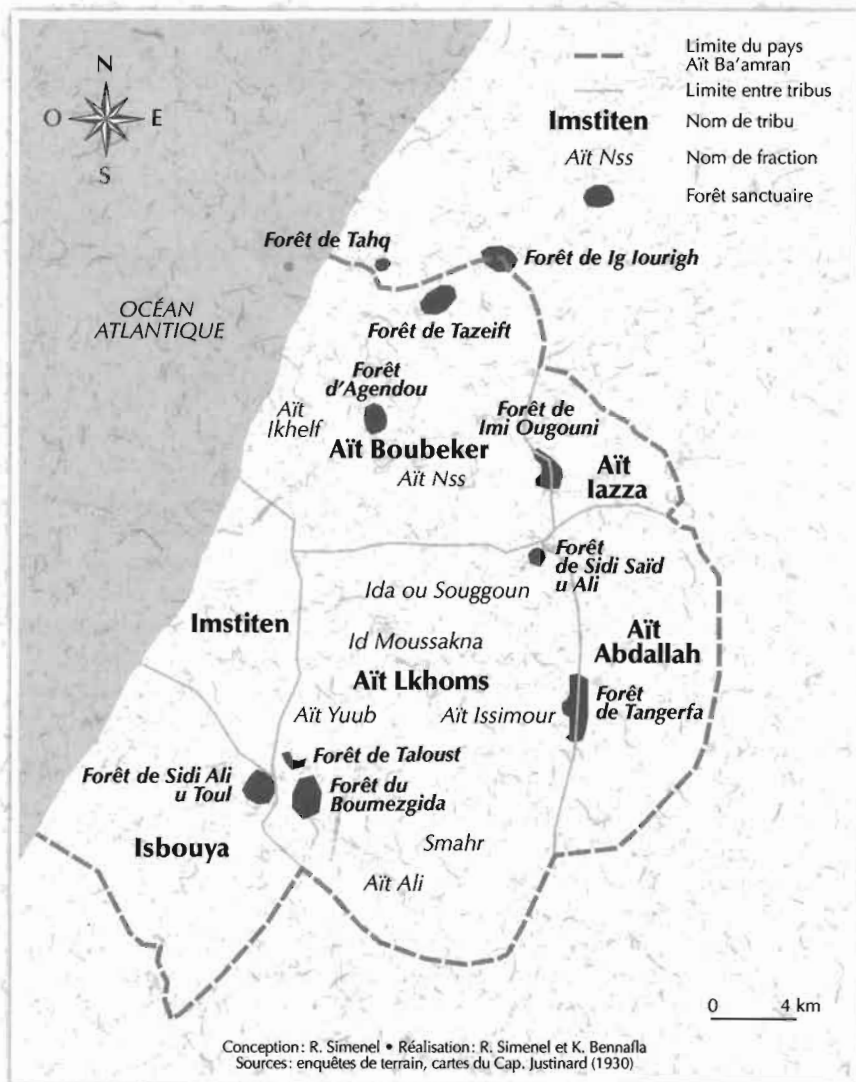 N
O
E
S
Limite du pays
Aït Ba'amran
Limite entre tribus
Imstiten
Nom de tribu
Aït Nss
Nom de fraction
Forêt sanctuaire
Forêt de Tahq
Forêt de Ig Iourigh
OCÉAN
ATLANTIQUE
Forêt de Tazeift
Forêt
d'Agendou
Aït
Ikhelf
Forêt de
Imi Ougouni
Aït Boubeker
Aït
Iazza
Aït Nss
Forêt
de Sidi Saïd
u Ali
Ida ou Souggoun
Imstiten
Id Moussakna
Aït
Abdallah
Aït Lkhoms
Forêt
de Tangerfa
Aït Yuub
Aït Issimour
Forêt de Taloust
Forêt de Sidi Ali
u Toul
Forêt du
Boumezgida
Isbouya
Smahr
Aït Ali
0
4 km
Conception: R. Simenel • Réalisation: R. Simenel et K. Bennafla
Sources: enquêtes de terrain, cartes du Cap. Justinard (1930)